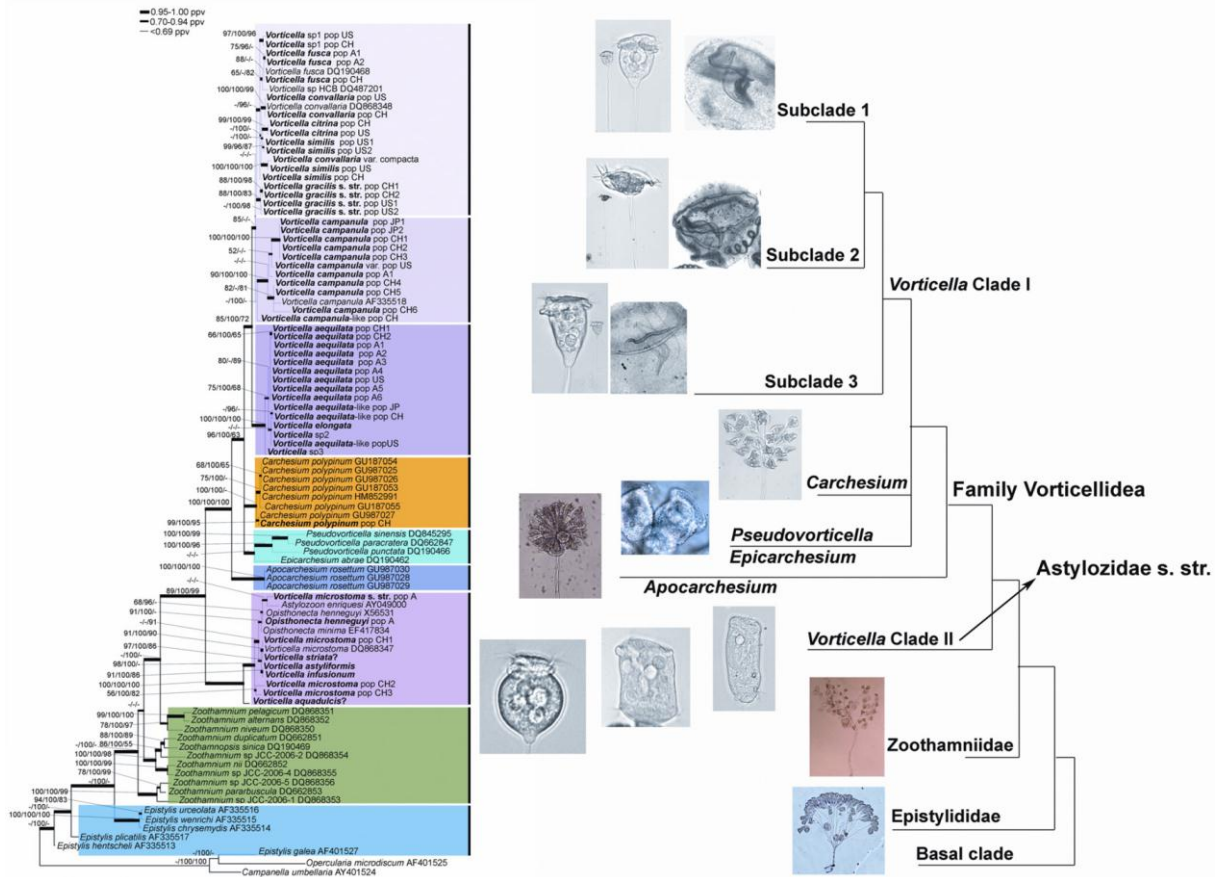 0.95-1.00 ppv
0.70-0.94 ppv
<0.69 ppv
97/100/96
75/96/-
88/-/-
65/-/82
100/100/99
-/96/-
99/100/99
-/100/-
99/96/87
-/-/-
100/100/100
88/100/98
88/100/83
-/100/98
Vorticella sp1 pop US
Vorticella sp1 pop CH
Vorticella fusca pop A1
Vorticella fusca pop A2
Vorticella fusca DQ190468
Vorticella fusca pop CH
Vorticella sp HCB DQ487201
Vorticella convallaria pop US
Vorticella convallaria DQ868348
Vorticella convallaria pop CH
Vorticella citrina pop CH
Vorticella citrina pop US
Vorticella similis pop US1
Vorticella similis pop US2
Vorticella convallaria var. compacta
Vorticella similis pop US
Vorticella similis pop CH
Vorticella gracilis s. str. pop CH1
Vorticella gracilis s. str. pop CH2
Vorticella gracilis s. str. pop US1
Vorticella gracilis s. str. pop US2
85/-/-
100/100/100
52/-/-
90/100/100
82/-/81
-/100/-
85/100/72
Vorticella campanula pop JP1
Vorticella campanula pop JP2
Vorticella campanula pop CH1
Vorticella campanula pop CH2
Vorticella campanula pop CH3
Vorticella campanula var. pop US
Vorticella campanula pop A1
Vorticella campanula pop CH4
Vorticella campanula pop CH5
Vorticella campanula AF335518
Vorticella campanula pop CH6
Vorticella campanula-like pop CH
66/100/65
80/-/89
75/100/68
-/96/-
100/100/100
-/-/-
96/100/83
Vorticella aequilata pop CH1
Vorticella aequilata pop CH2
Vorticella aequilata pop A1
Vorticella aequilata pop A2
Vorticella aequilata pop A3
Vorticella aequilata pop A4
Vorticella aequilata pop US
Vorticella aequilata pop A5
Vorticella aequilata pop A6
Vorticella aequilata-like pop JP
Vorticella aequilata-like pop CH
Vorticella elongata
Vorticella sp2
Vorticella aequilata-like popUS
Vorticella sp3
68/100/65
75/100/-
100/100/-
100/100/100
99/100/95
Carchesium polypinum GU187054
Carchesium polypinum GU987025
Carchesium polypinum GU987026
Carchesium polypinum GU187053
Carchesium polypinum HM852991
Carchesium polypinum GU187055
Carchesium polypinum GU987027
Carchesium polypinum pop CH
100/100/99
100/100/96
-/-/-
Pseudovorticella sinensis DQ845295
Pseudovorticella paracratera DQ662847
Pseudovorticella punctata DQ190466
Epicarchesium abrae DQ190462
100/100/100
-/-/-
Apocarchesium rosettum GU987030
Apocarchesium rosettum GU987028
Apocarchesium rosettum GU987029
89/100/99
68/96/-
91/100/-
-/-/91
91/100/90
97/100/86
-/100/-
98/100/-
91/100/86
100/100/100
56/100/82
-/-/-
Vorticella microstoma s. str. pop A
Astylozoon enriquesi AY049000
Opisthonecta henneguyi X56531
Opisthonecta henneguyi pop A
Opisthonecta minima EF417834
Vorticella microstoma pop CH1
Vorticella microstoma DQ868347
Vorticella striata?
Vorticella astyliformis
Vorticella infusionum
Vorticella microstoma pop CH2
Vorticella microstoma pop CH3
Vorticella aquadulcis?
99/100/100
78/100/97
88/100/89
-/100/-
86/100/55
100/100/98
100/100/99
78/100/99
-/100/-
Zoothamnium pelagicum DQ868351
Zoothamnium alternans DQ868352
Zoothamnium niveum DQ868350
Zoothamnium duplicatum DQ662851
Zoothamnopsis sinica DQ190469
Zoothamnium sp JCC-2006-2 DQ868354
Zoothamnium nii DQ662852
Zoothamnium sp JCC-2006-4 DQ868355
Zoothamnium sp JCC-2006-5 DQ868356
Zoothamnium pararbuscula DQ662853
Zoothamnium sp JCC-2006-1 DQ868353
100/100/99
94/100/83
-/100/-
100/100/100
-/100/-
Epistylis urceolata AF335516
Epistylis wenrichi AF335515
Epistylis chrysemydis AF335514
Epistylis plicatilis AF335517
Epistylis hentscheli AF335513
-/100/-
-/100/100
Epistylis galea AF401527
Opercularia microdiscum AF401525
Campanella umbellaria AY401524
Subclade 1
Subclade 2
Vorticella Clade I
Subclade 3
Carchesium
Family Vorticellidea
Pseudovorticella
Epicarchesium
Apocarchesium
Astylozidae s. str.
Vorticella Clade II
Zoothamniidae
Epistylididae
Basal clade